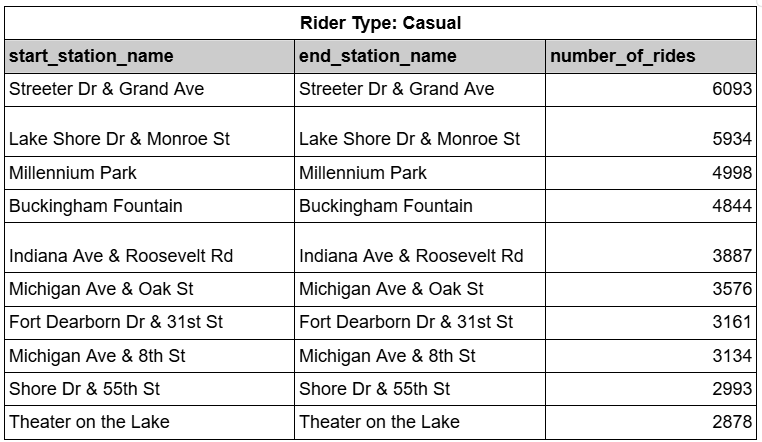 Rider Type: Casual
start_station_name end_station_name number_of_rides
Streeter Dr & Grand Ave Streeter Dr & Grand Ave 6093
Lake Shore Dr & Monroe St Lake Shore Dr & Monroe St 5934
Millennium Park Millennium Park 4998
Buckingham Fountain Buckingham Fountain 4844
Indiana Ave & Roosevelt Rd Indiana Ave & Roosevelt Rd 3887
Michigan Ave & Oak St Michigan Ave & Oak St 3576
Fort Dearborn Dr & 31st St Fort Dearborn Dr & 31st St 3161
Michigan Ave & 8th St Michigan Ave & 8th St 3134
Shore Dr & 55th St Shore Dr & 55th St 2993
Theater on the Lake Theater on the Lake 2878